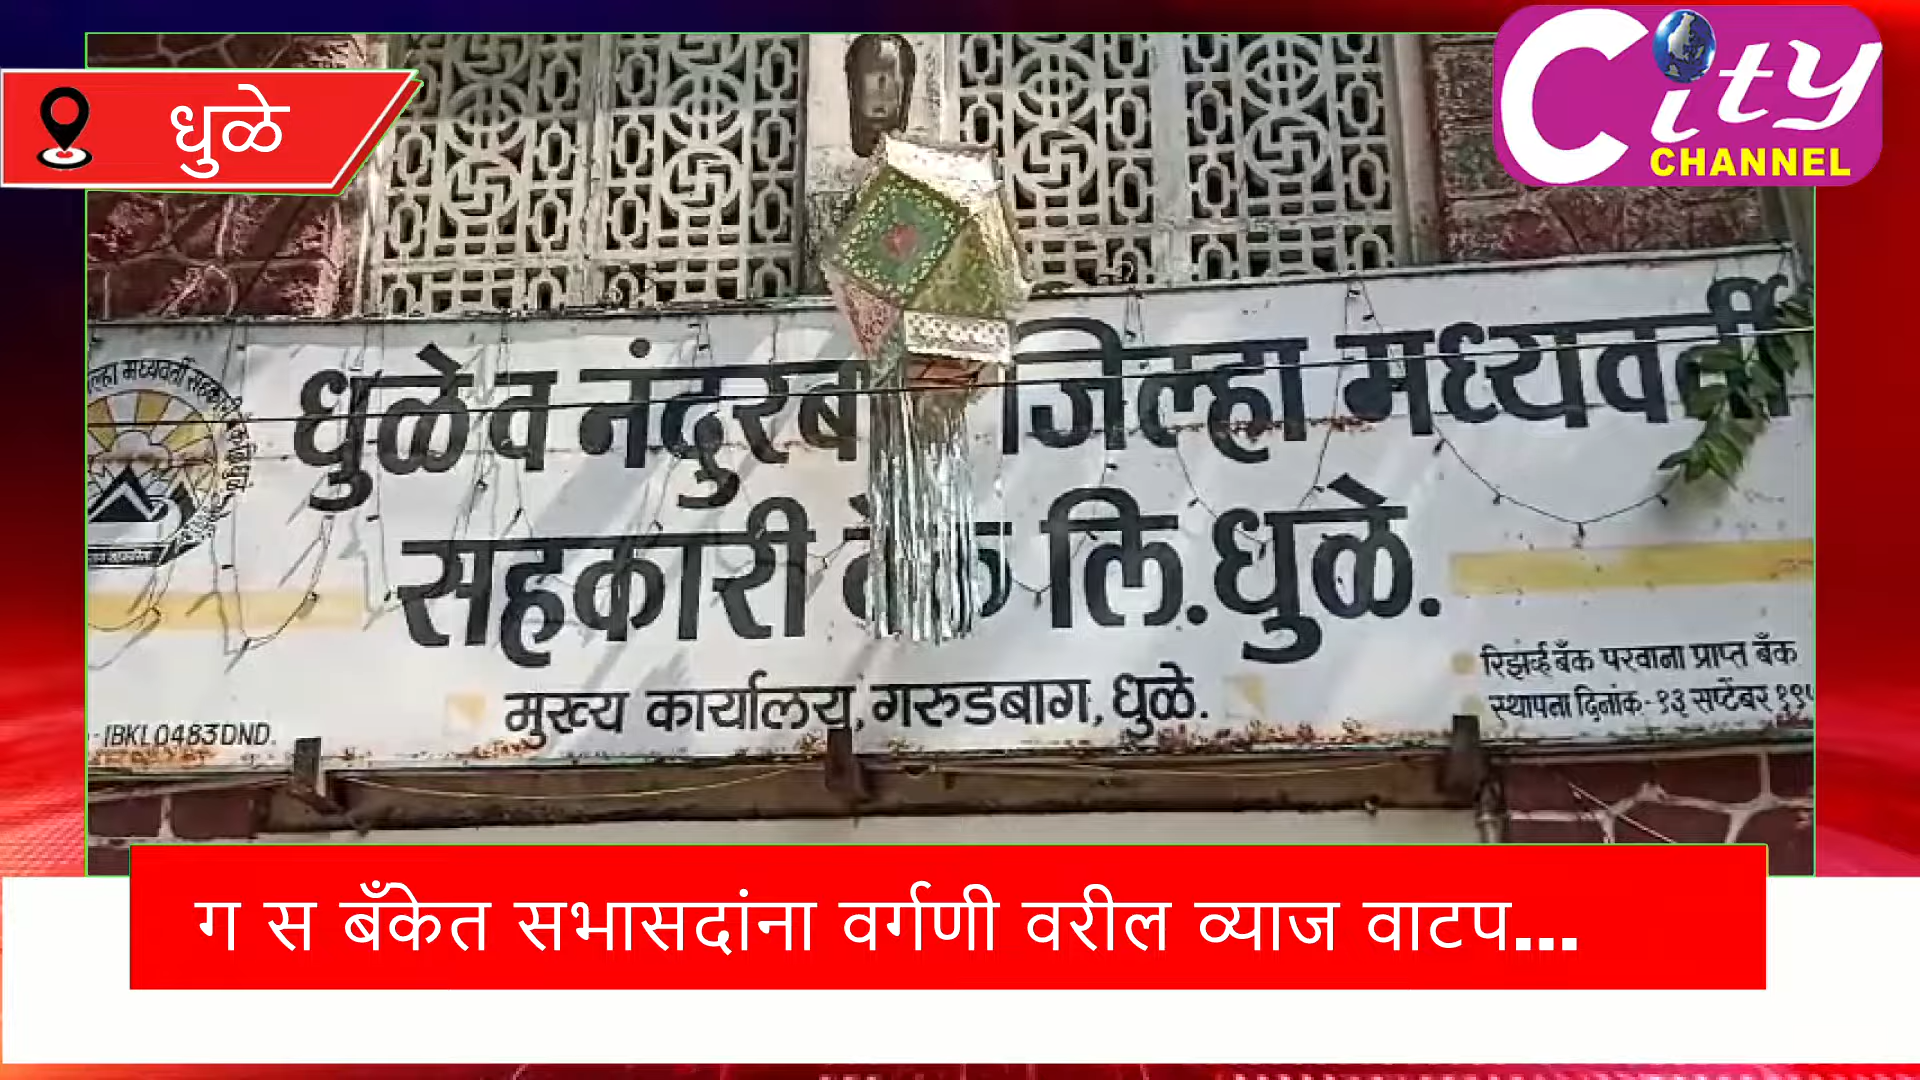 City
CHANNEL
धुळे
धुळे व नंदुरब जिल्हा मध्यवर्ती
सहकारी लि.धुळे.
मुख्य कार्यालय,गरुडबाग,धुळे.
रिझर्व्ह बँक परवाना प्राप्त बँक
स्थापना दिनांक-१३ सप्टेंबर
-IBKL0483DND.
ग स बँकेत सभासदांना वर्गणी वरील व्याज वाटप...